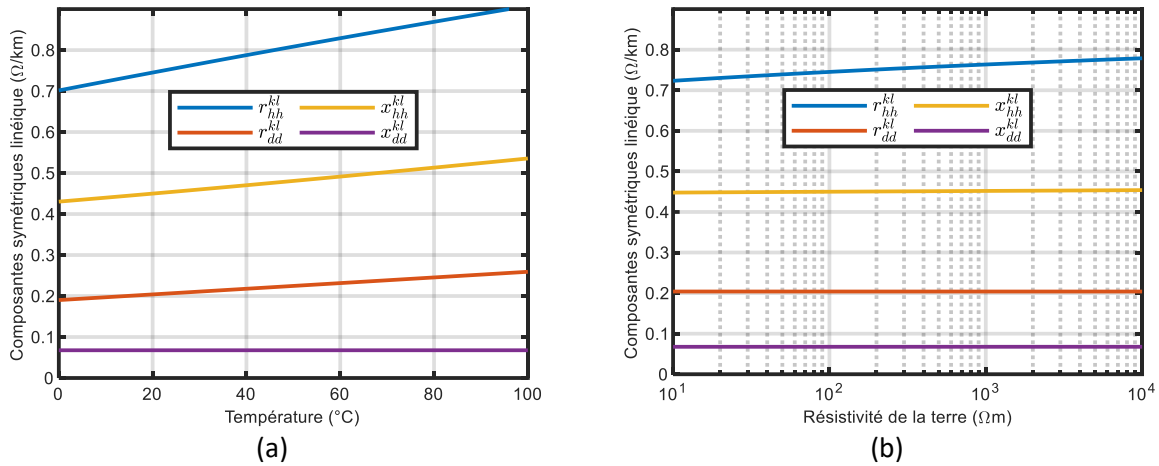 Composantes symétriques linéique (Ω/km)
0.8
0.7
0.6
0.5
0.4
0.3
0.2
0.1
0
r_{hh}^{kl} x_{hh}^{kl}
r_{dd}^{kl} x_{dd}^{kl}
0 20 40 60 80 100
Température (°C)
(a)
Composantes symétriques linéique (Ω/km)
0.8
0.7
0.6
0.5
0.4
0.3
0.2
0.1
0
r_{hh}^{kl} x_{hh}^{kl}
r_{dd}^{kl} x_{dd}^{kl}
10^1 10^2 10^3 10^4
Résistivité de la terre (Ωm)
(b)